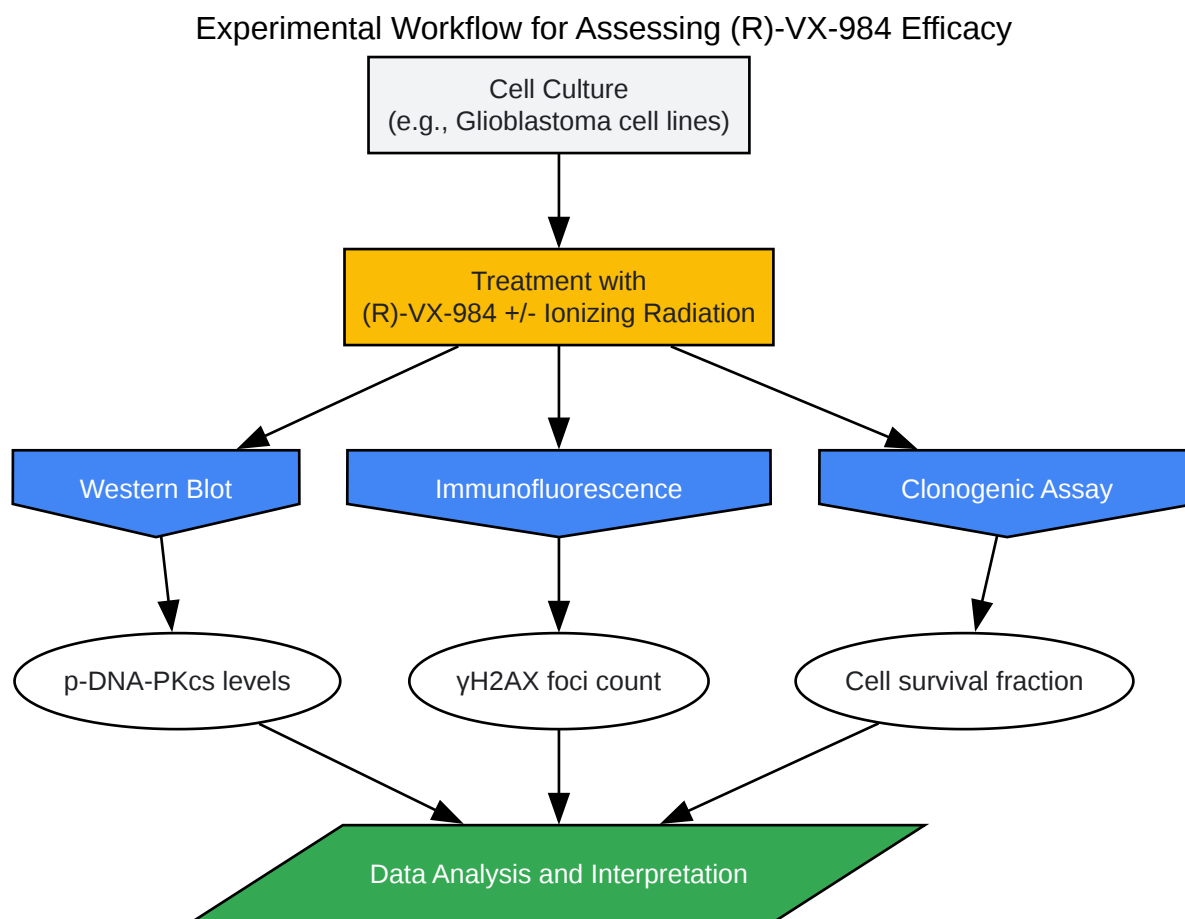 Experimental Workflow for Assessing (R)-VX-984 Efficacy
Cell Culture
(e.g., Glioblastoma cell lines)
Treatment with
(R)-VX-984 +/- Ionizing Radiation
Western Blot
Immunofluorescence
Clonogenic Assay
p-DNA-PKcs levels
γH2AX foci count
Cell survival fraction
Data Analysis and Interpretation